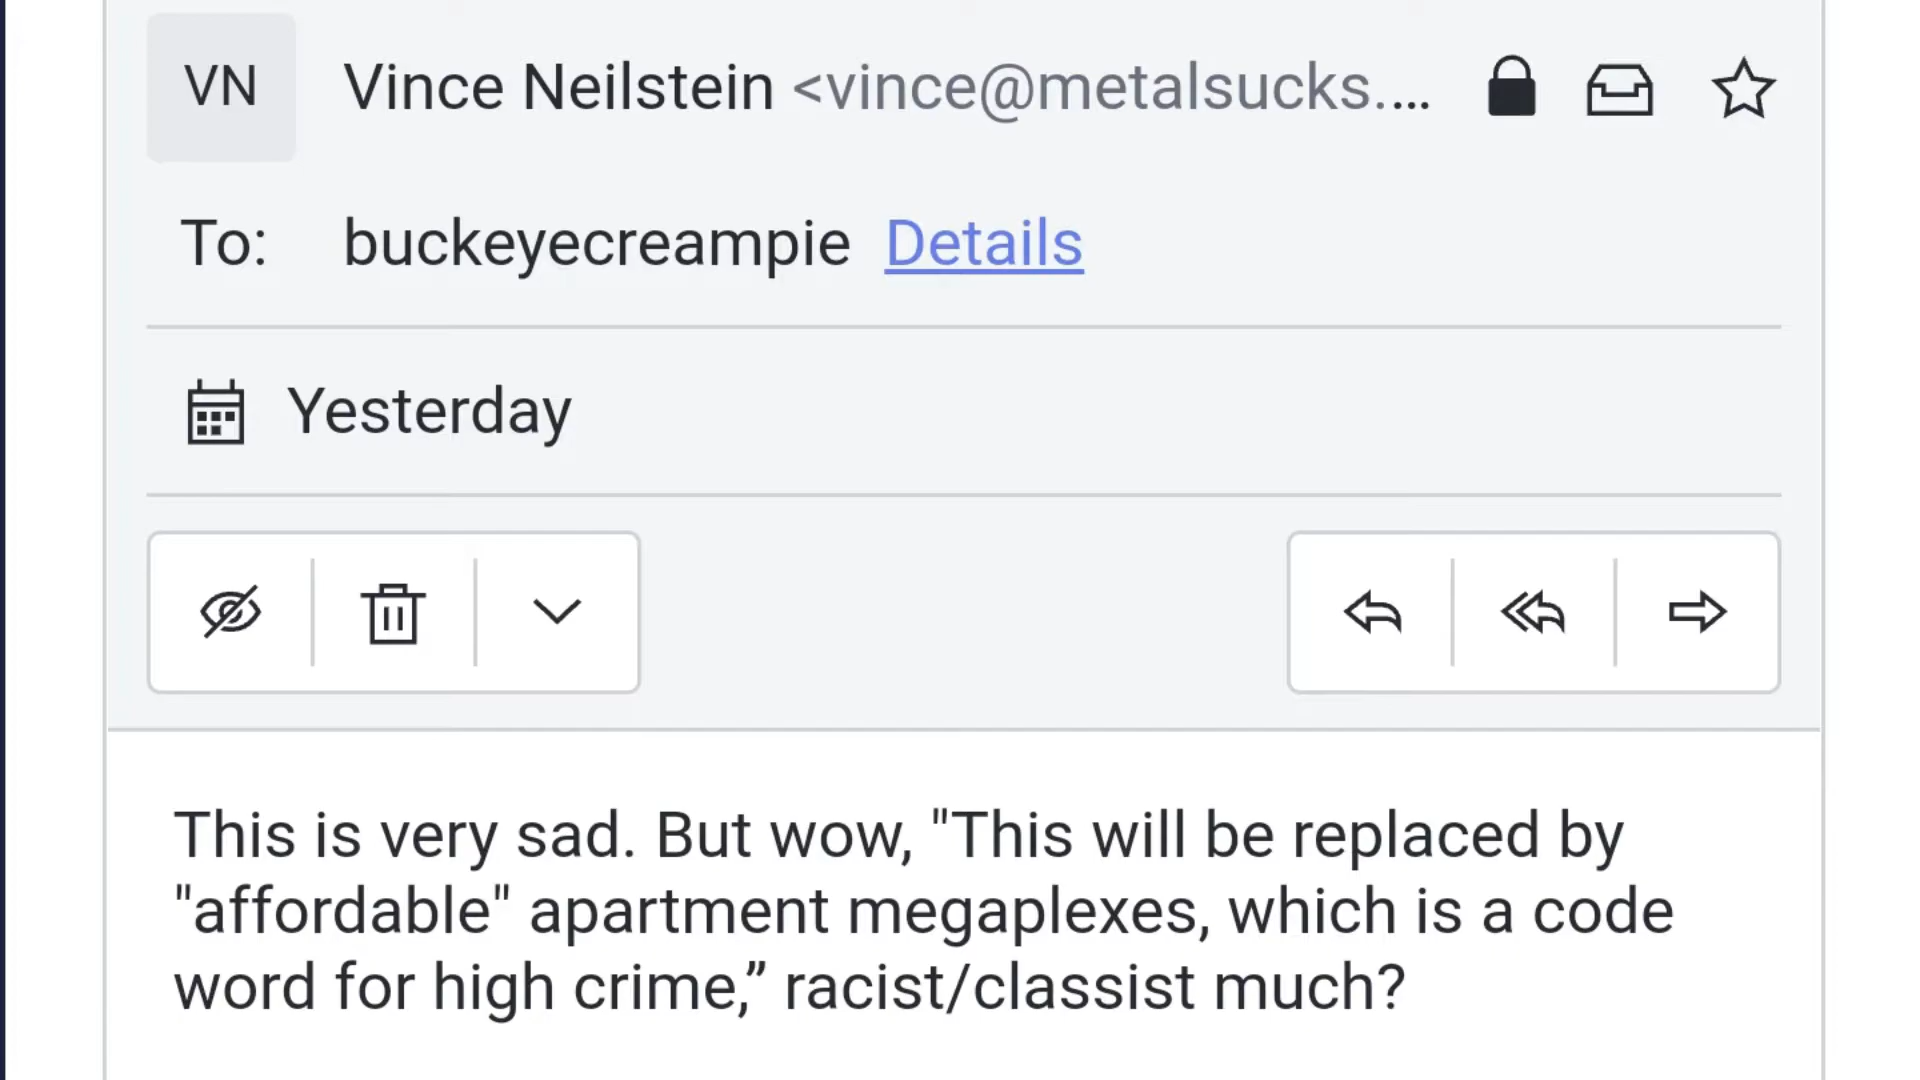 VN
Vince Neilstein <vince@metalsucks....
To: buckeyecreampie Details
Yesterday
This is very sad. But wow, "This will be replaced by
"affordable" apartment megaplexes, which is a code
word for high crime,” racist/classist much?